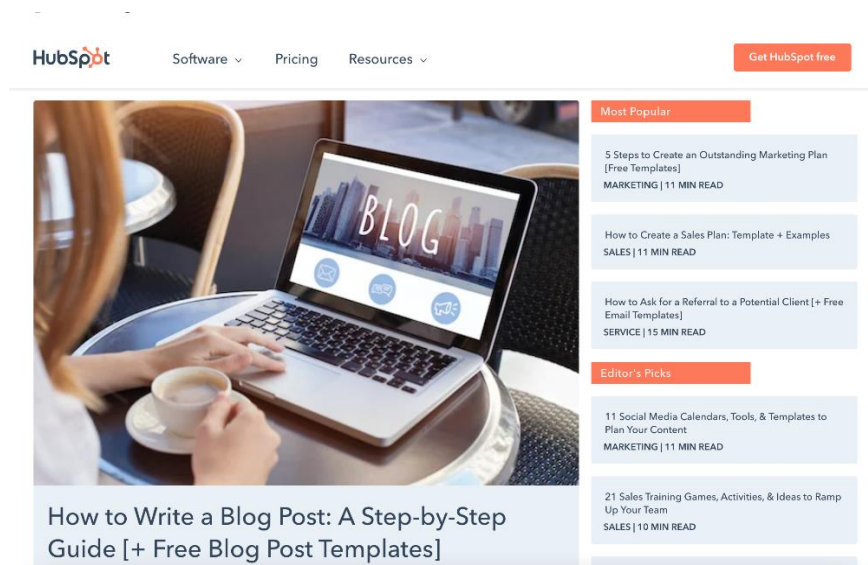 HubSpot
Software
Pricing
Resources
Get HubSpot free
BLOG
How to Write a Blog Post: A Step-by-Step
Guide [+ Free Blog Post Templates]
Most Popular
5 Steps to Create an Outstanding Marketing Plan
[Free Templates]
MARKETING | 11 MIN READ
How to Create a Sales Plan: Template + Examples
SALES | 11 MIN READ
How to Ask for a Referral to a Potential Client [+ Free
Email Templates]
SERVICE | 15 MIN READ
Editor's Picks
11 Social Media Calendars, Tools, & Templates to
Plan Your Content
MARKETING | 11 MIN READ
21 Sales Training Games, Activities, & Ideas to Ramp
Up Your Team
SALES | 10 MIN READ